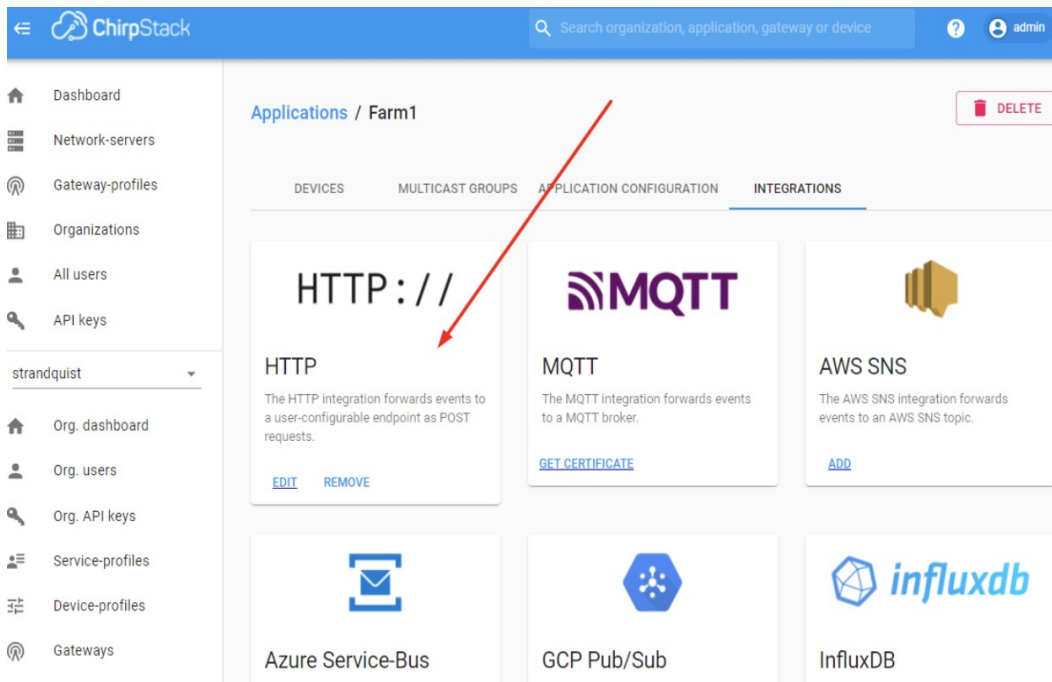 ChirpStack
Search organization, application, gateway or device
? admin
Dashboard
Network-servers
Gateway-profiles
Organizations
All users
API keys
strandquist
Org. dashboard
Org. users
Org. API keys
Service-profiles
Device-profiles
Gateways
Applications / Farm1
DELETE
DEVICES MULTICAST GROUPS APPLICATION CONFIGURATION INTEGRATIONS
HTTP://
HTTP
The HTTP integration forwards events to
a user-configurable endpoint as POST
requests.
EDIT REMOVE
MQTT
MQTT
The MQTT integration forwards events
to a MQTT broker.
GET CERTIFICATE
AWS SNS
The AWS SNS integration forwards
events to an AWS SNS topic.
ADD
Azure Service-Bus
GCP Pub/Sub
influxdb
InfluxDB